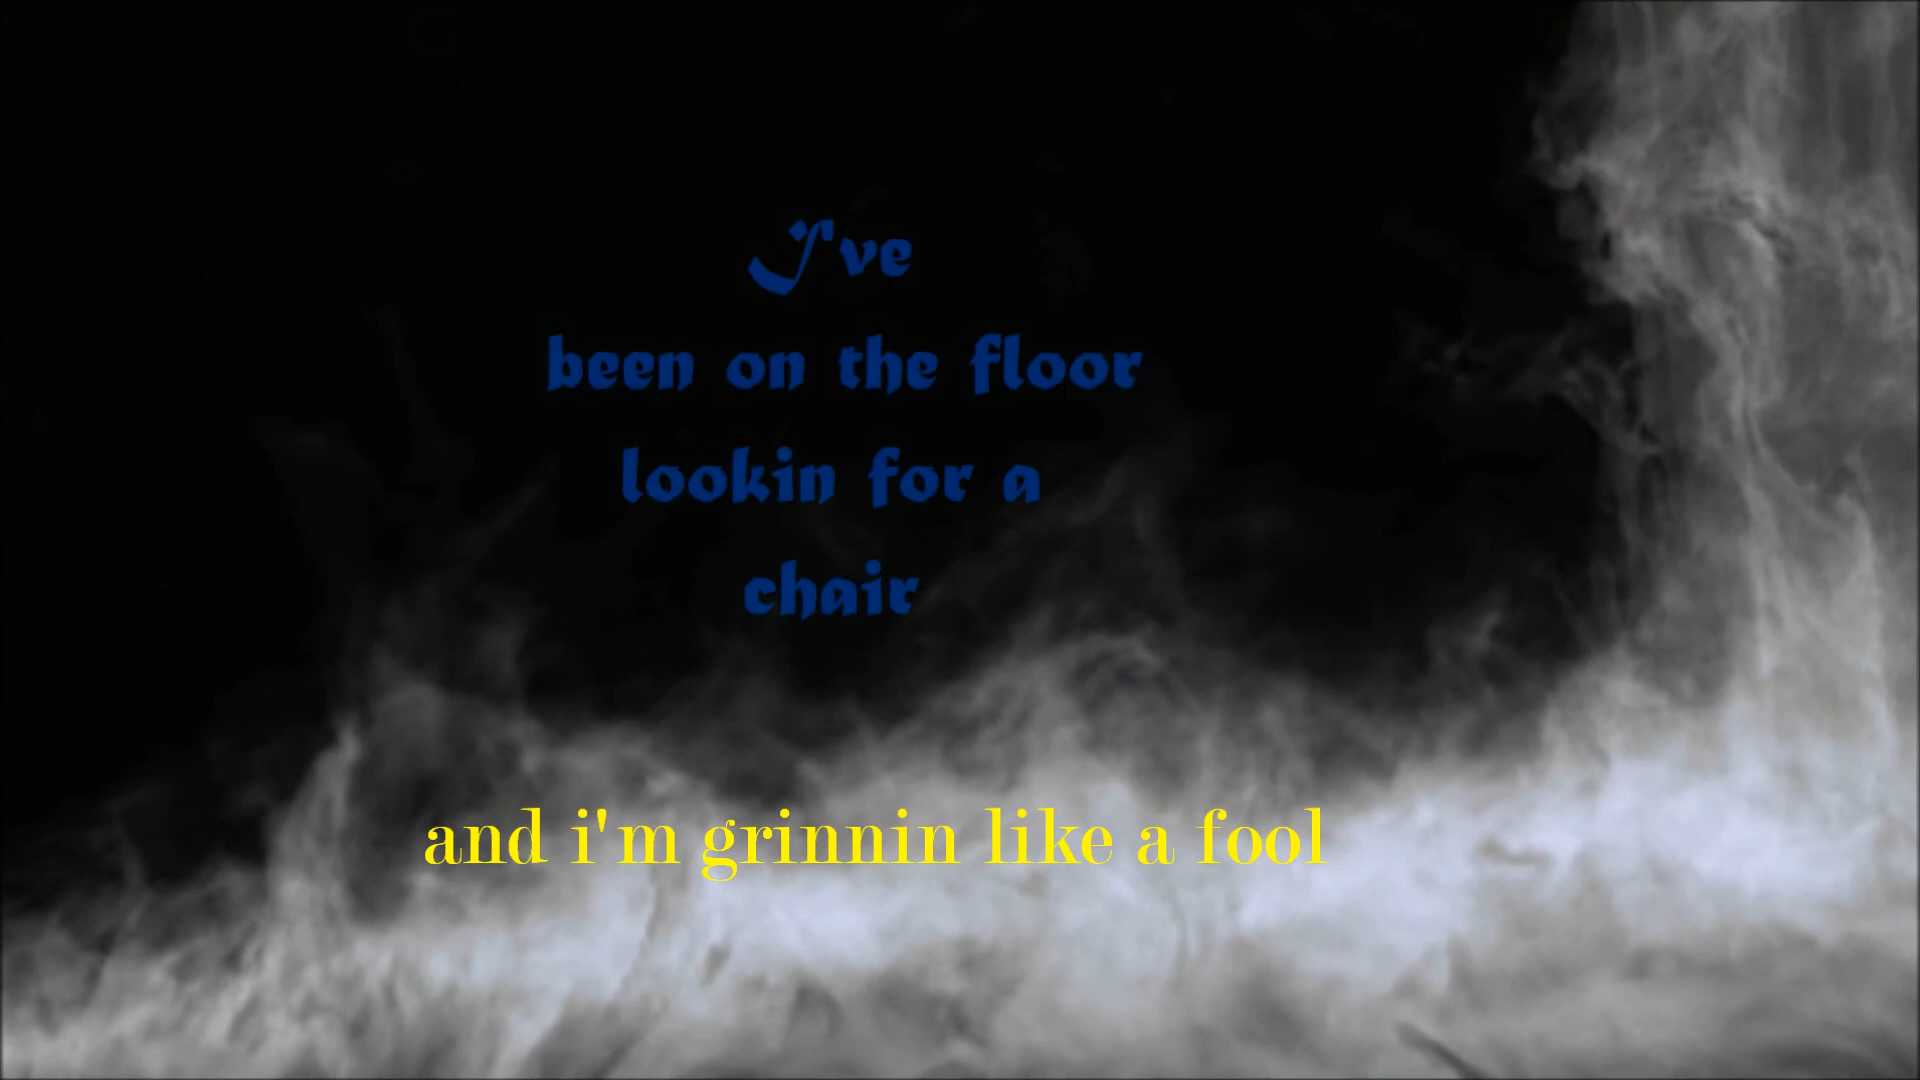 I've
been on the floor
lookin for a
chair
and i'm grinnin like a fool